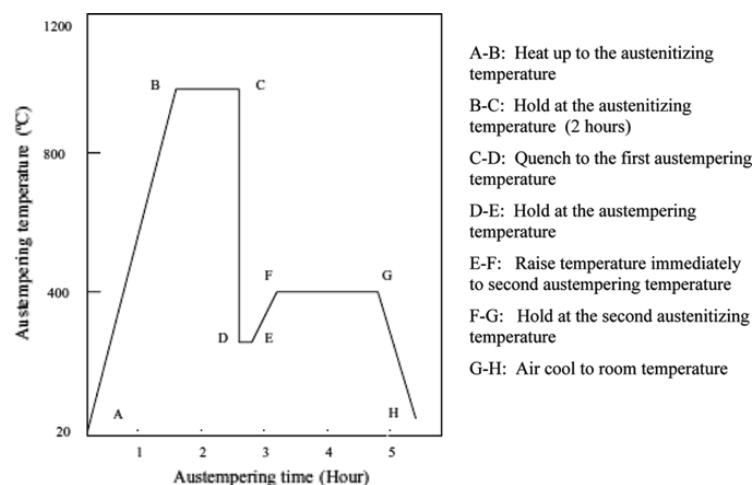 1200
800
400
20
Austempering temperature (ºC)
B
C
F
G
D
E
A
H
1
2
3
4
5
Austempering time (Hour)
A-B: Heat up to the austenitizing
temperature
B-C: Hold at the austenitizing
temperature (2 hours)
C-D: Quench to the first austempering
temperature
D-E: Hold at the austempering
temperature
E-F: Raise temperature immediately
to second austempering temperature
F-G: Hold at the second austenitizing
temperature
G-H: Air cool to room temperature